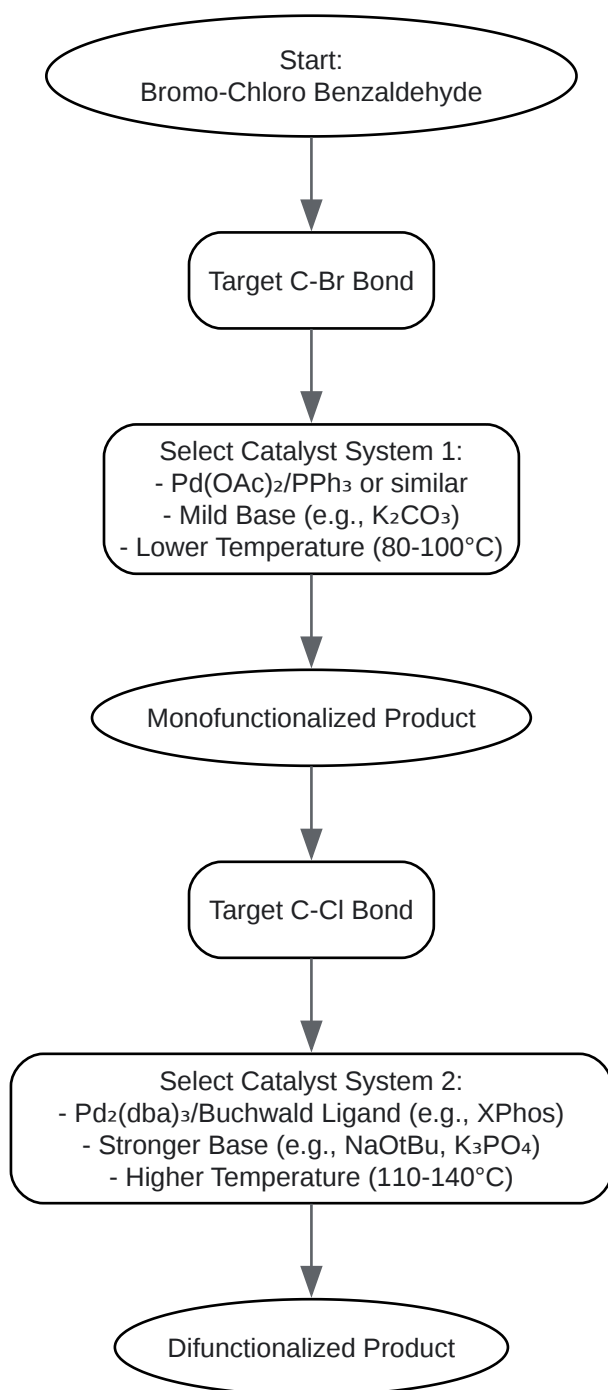 Start:
Bromo-Chloro Benzaldehyde
Target C-Br Bond
Select Catalyst System 1:
- Pd(OAc)₂/PPh₃ or similar
- Mild Base (e.g., K₂CO₃)
- Lower Temperature (80-100°C)
Monofunctionalized Product
Target C-Cl Bond
Select Catalyst System 2:
- Pd₂(dba)₃/Buchwald Ligand (e.g., XPhos)
- Stronger Base (e.g., NaOtBu, K₃PO₄)
- Higher Temperature (110-140°C)
Difunctionalized Product